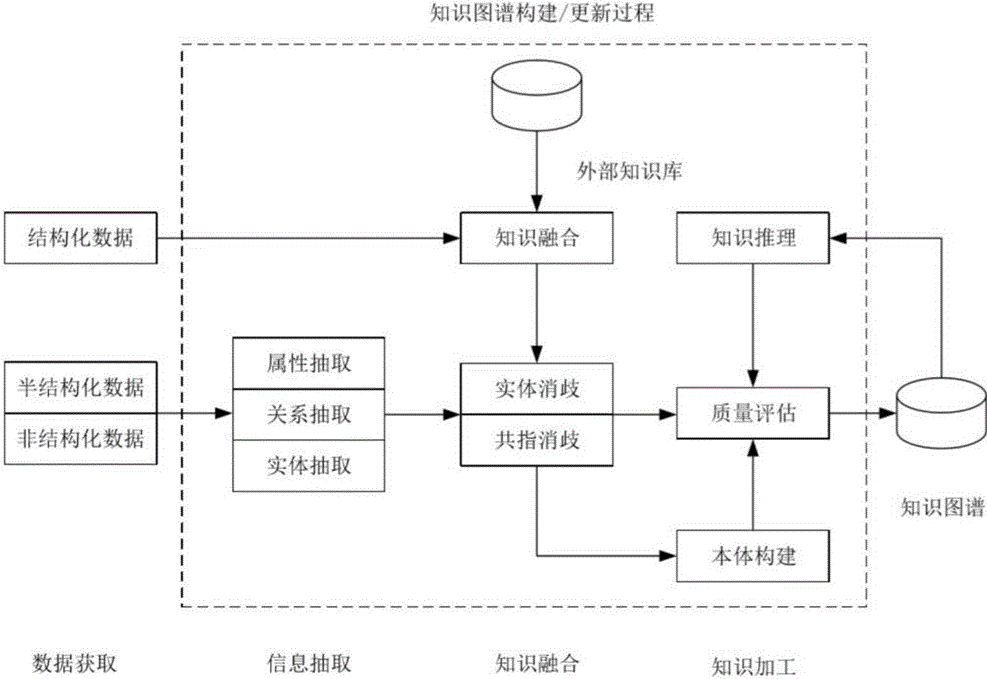 知识图谱构建/更新过程
外部知识库
结构化数据
知识融合
知识推理
属性抽取
半结构化数据
关系抽取
非结构化数据
实体抽取
实体消歧
共指消歧
质量评估
知识图谱
本体构建
数据获取
信息抽取
知识融合
知识加工